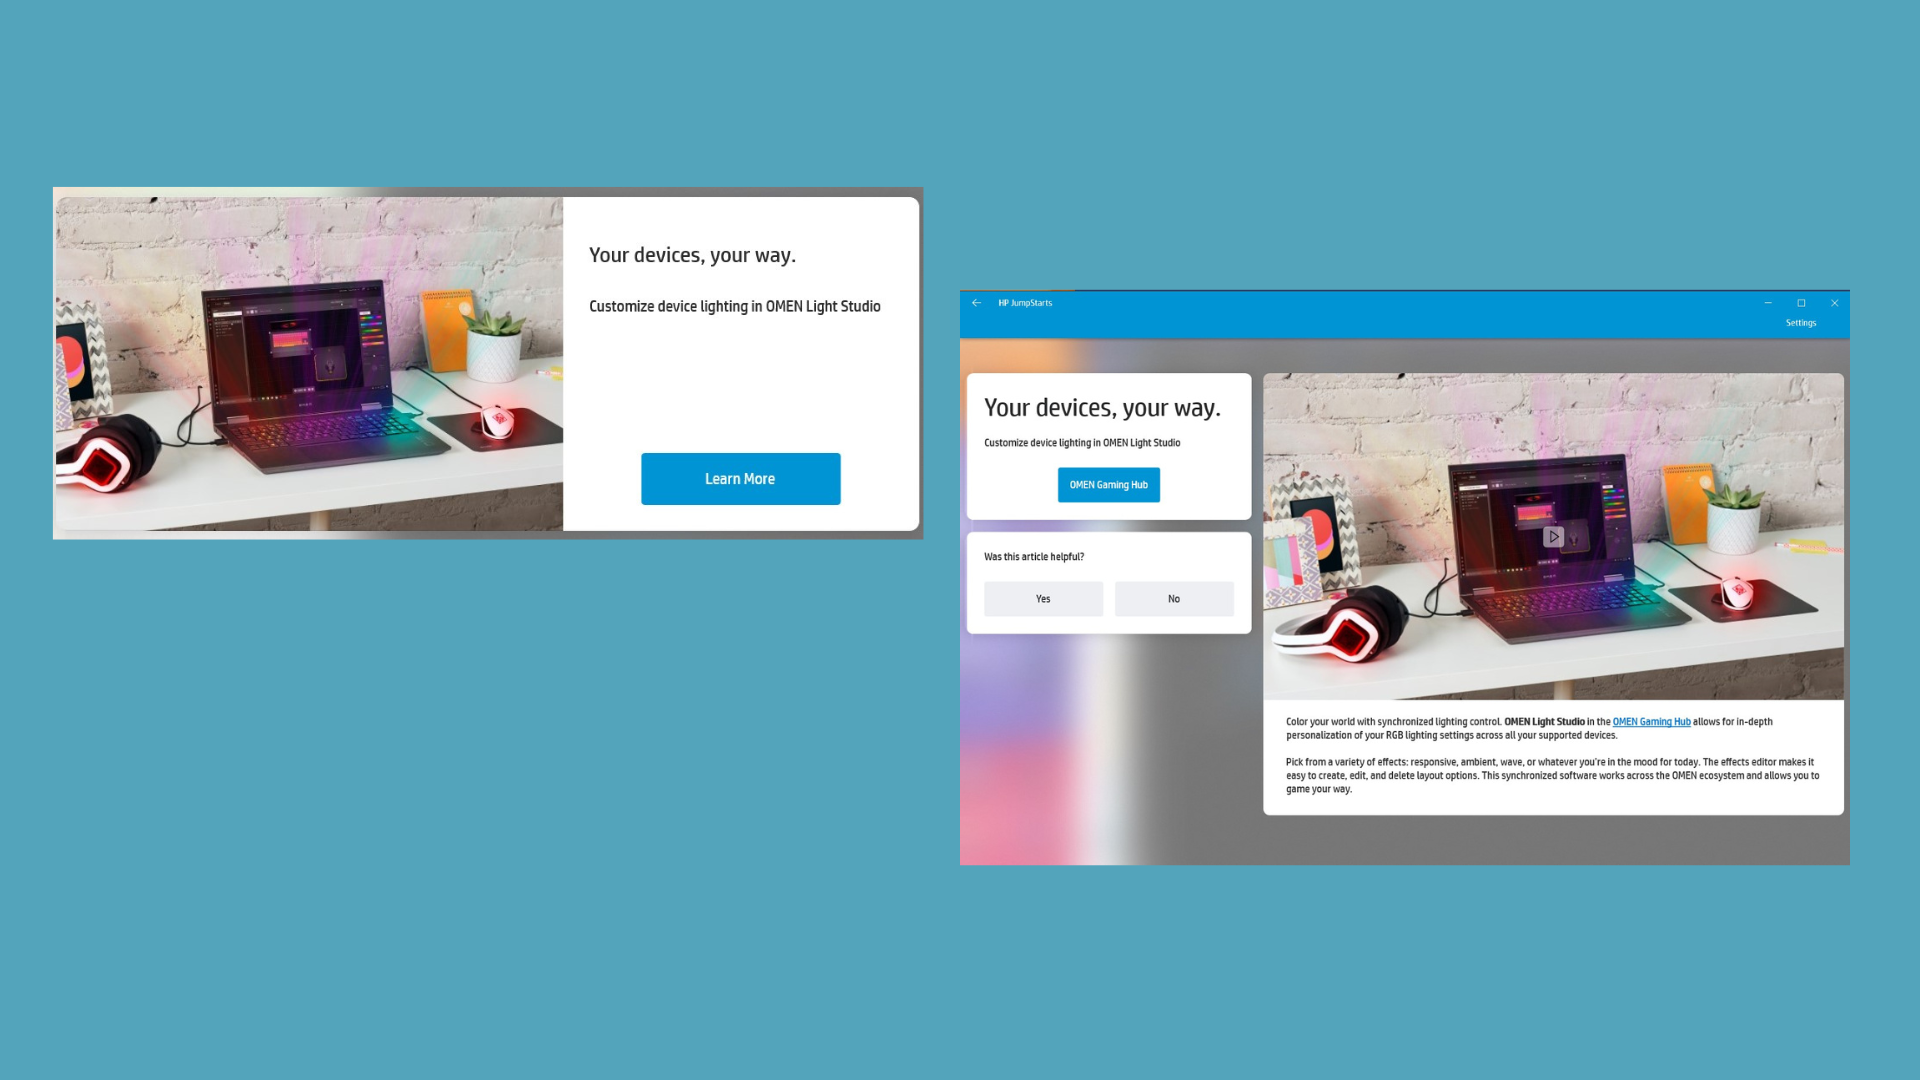 Your devices, your way.
Customize device lighting in OMEN Light Studio
Learn More
HP JumpStarts
Settings
Your devices, your way.
Customize device lighting in OMEN Light Studio
OMEN Gaming Hub
Was this article helpful?
Yes
No
Color your world with synchronized lighting control. OMEN Light Studio in the OMEN Gaming Hub allows for in-depth
personalization of your RGB lighting settings across all your supported devices.
Pick from a variety of effects: responsive, ambient, wave, or whatever you're in the mood for today. The effects editor makes it
easy to create, edit, and delete layout options. This synchronized software works across the OMEN ecosystem and allows you to
game your way.